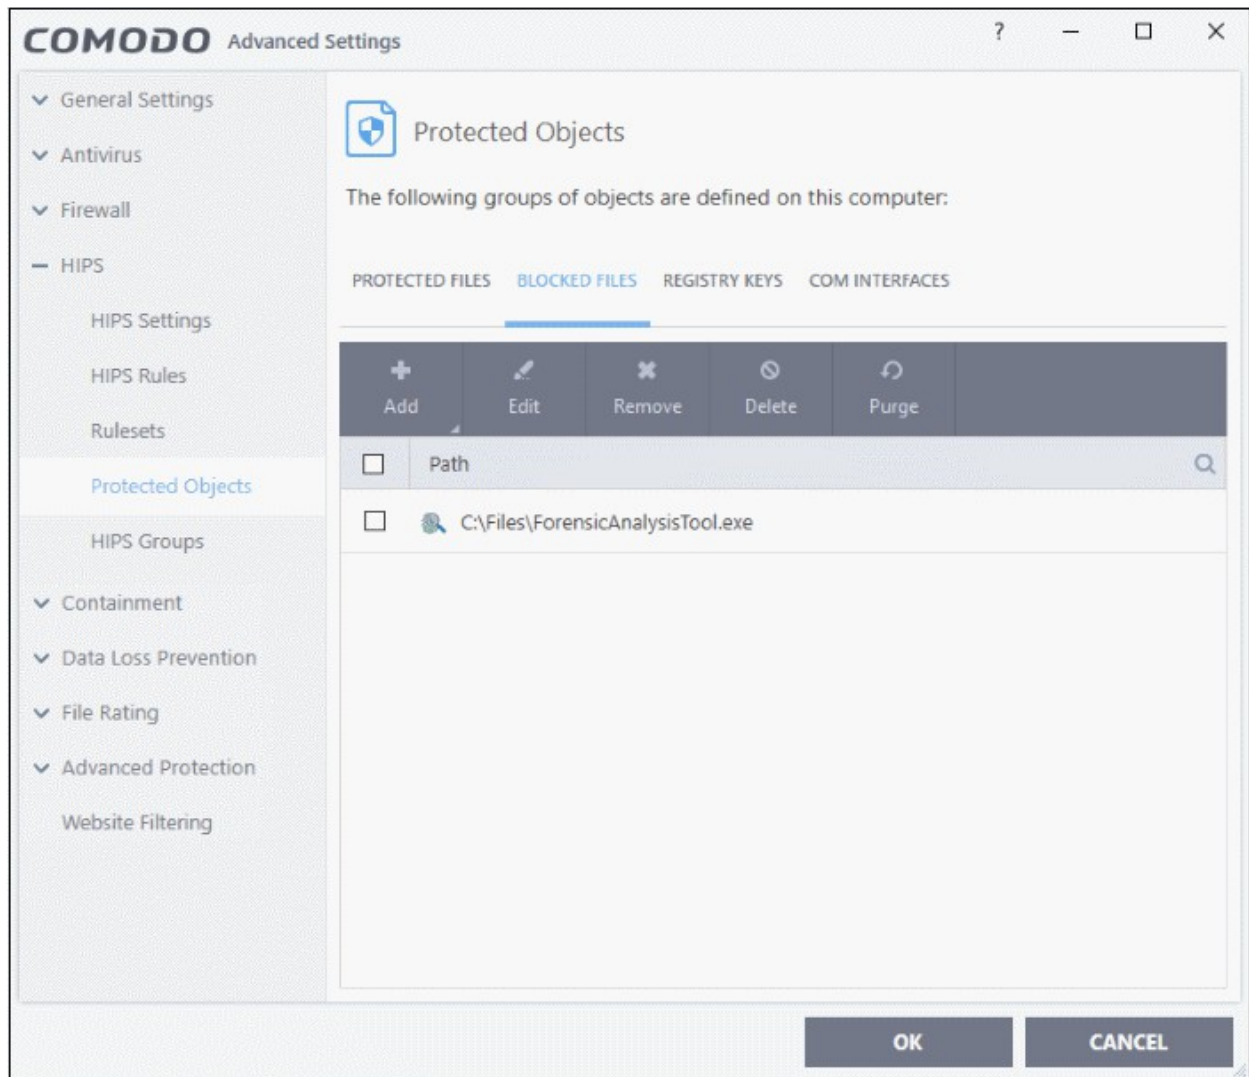 COMODO Advanced Settings ?
General Settings
Antivirus
Firewall
HIPS
HIPS Settings
HIPS Rules
Rulesets
Protected Objects
HIPS Groups
Containment
Data Loss Prevention
File Rating
Advanced Protection
Website Filtering
Protected Objects
The following groups of objects are defined on this computer:
PROTECTED FILES BLOCKED FILES REGISTRY KEYS COM INTERFACES
Add Edit Remove Delete Purge
Path
C:\Files\ForensicAnalysisTool.exe
OK CANCEL